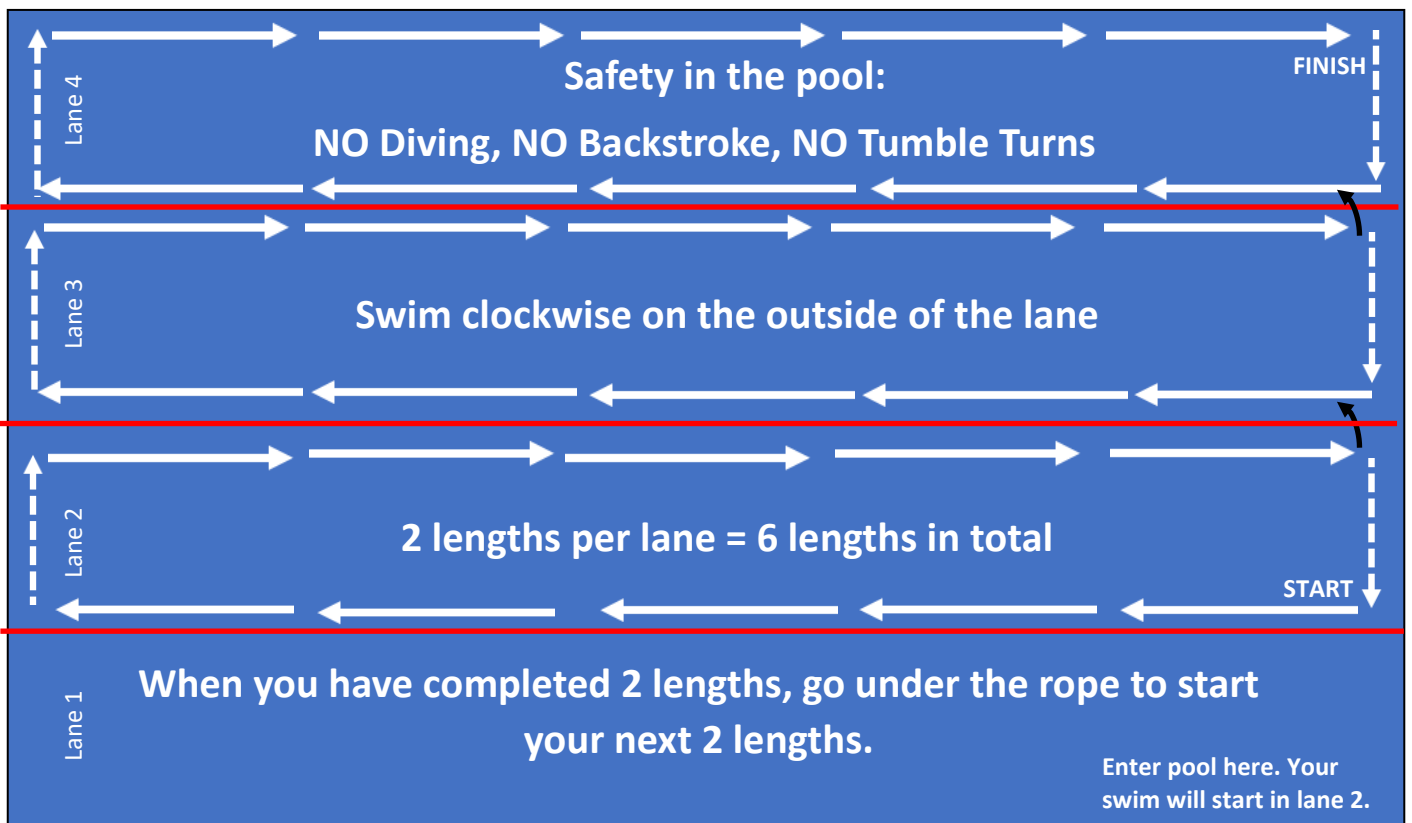 Lane 4
FINISH
Safety in the pool:
NO Diving, NO Backstroke, NO Tumble Turns
Lane 3
Swim clockwise on the outside of the lane
Lane 2
2 lengths per lane = 6 lengths in total
START
Lane 1
When you have completed 2 lengths, go under the rope to start
your next 2 lengths.
Enter pool here. Your
swim will start in lane 2.